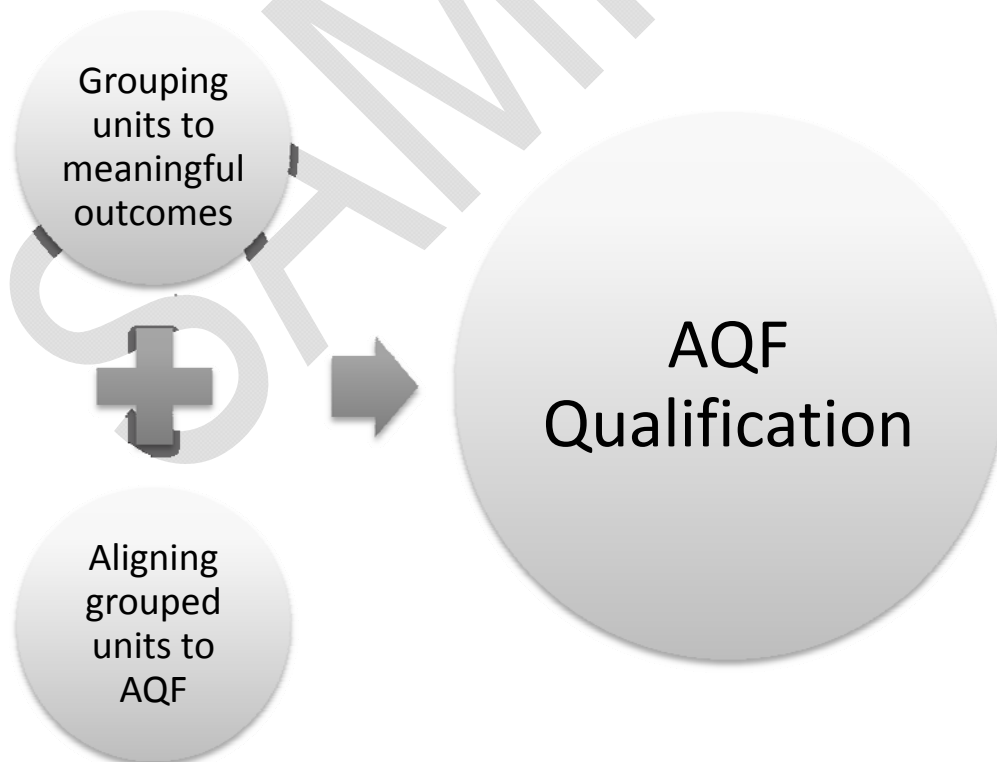 Grouping
units to
meaningful
outcomes
AQF
Qualification
Aligning
grouped
units to
AQF